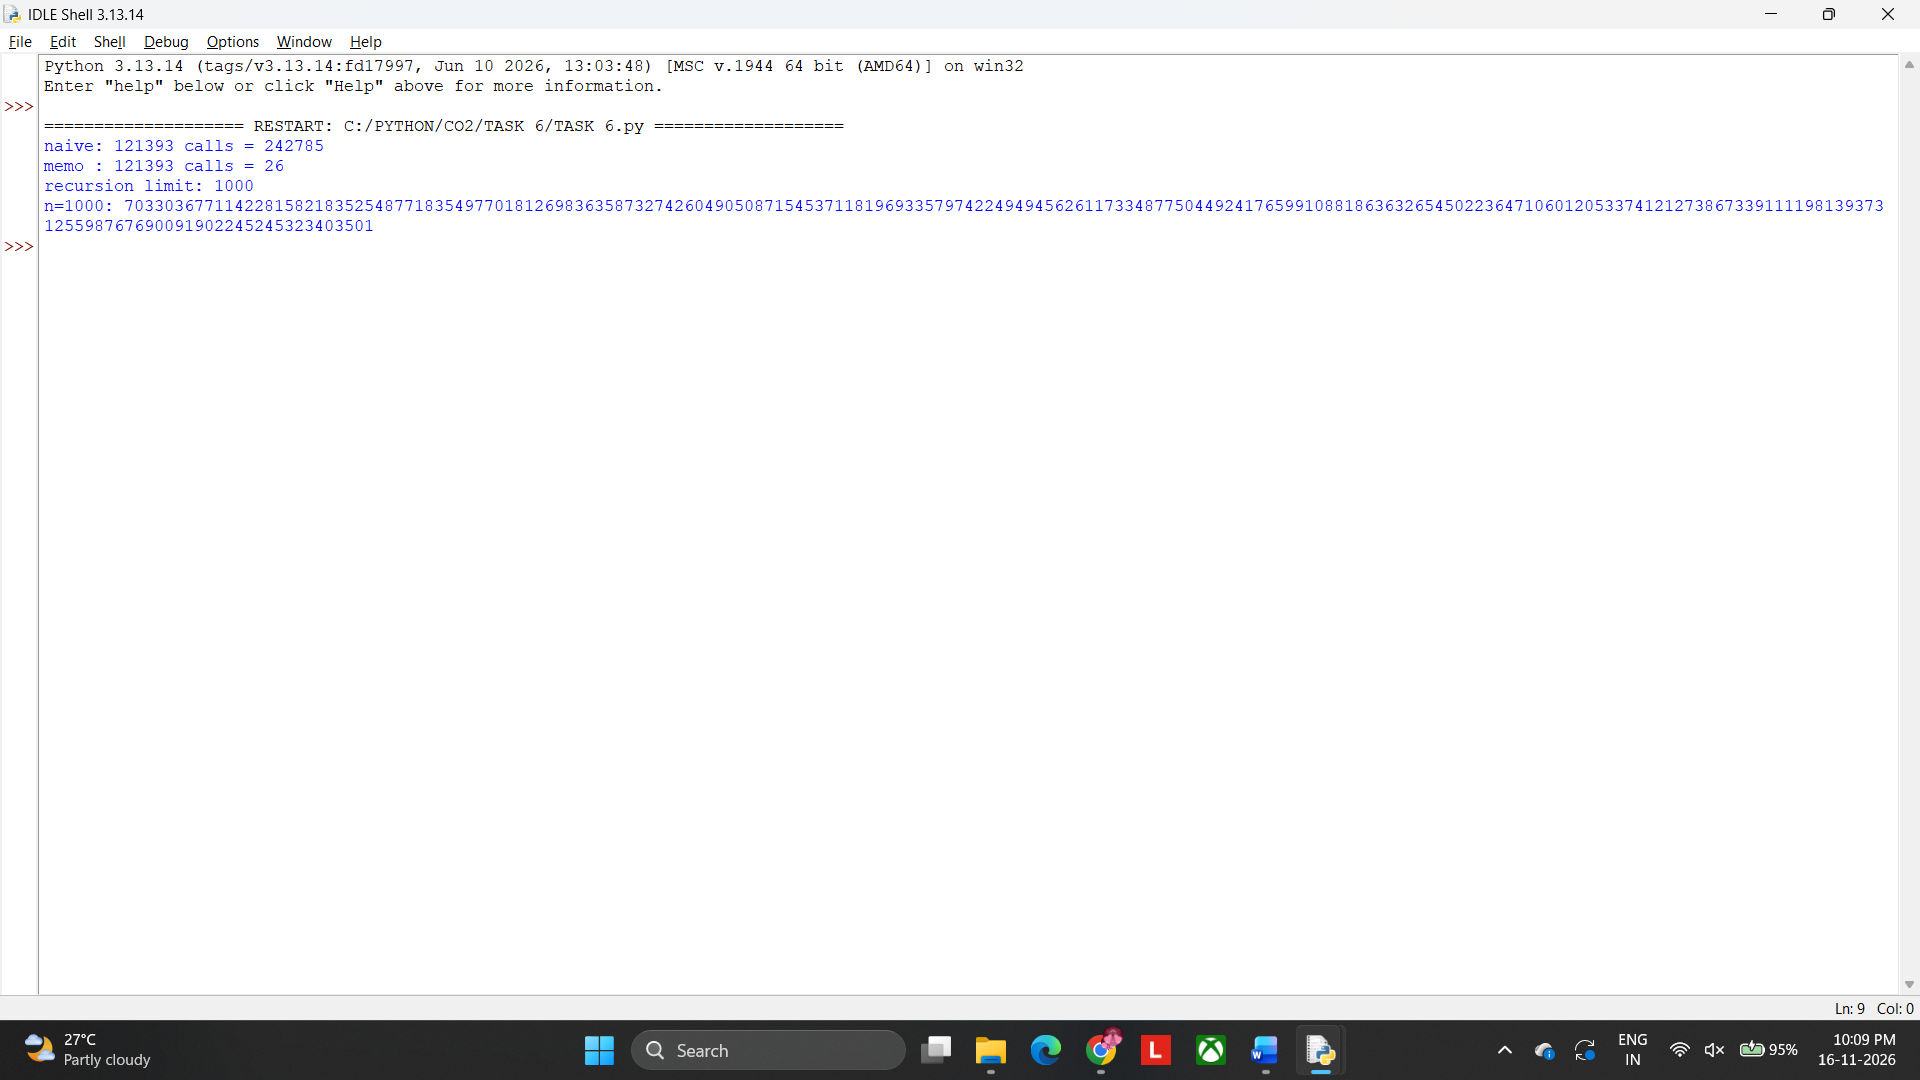 IDLE Shell 3.13.14
File Edit Shell Debug Options Window Help
Python 3.13.14 (tags/v3.13.14:fd17997, Jun 10 2026, 13:03:48) [MSC v.1944 64 bit (AMD64)] on win32
Enter "help" below or click "Help" above for more information.
>>>
==================== RESTART: C:/PYTHON/CO2/TASK 6/TASK 6.py ===================
naive: 121393 calls = 242785
memo : 121393 calls = 26
recursion limit: 1000
n=1000: 70330367711422815821835254877183549770181269836358732742604905087154537118196933579742249494562611733487750449241765991088186363265450223647106012053374121273867339111198139373
125598767690091902245245323403501
>>>
Ln: 9 Col: 0
27°C
Partly cloudy
Search
L
W
ENG
IN
95%
10:09 PM
16-11-2026